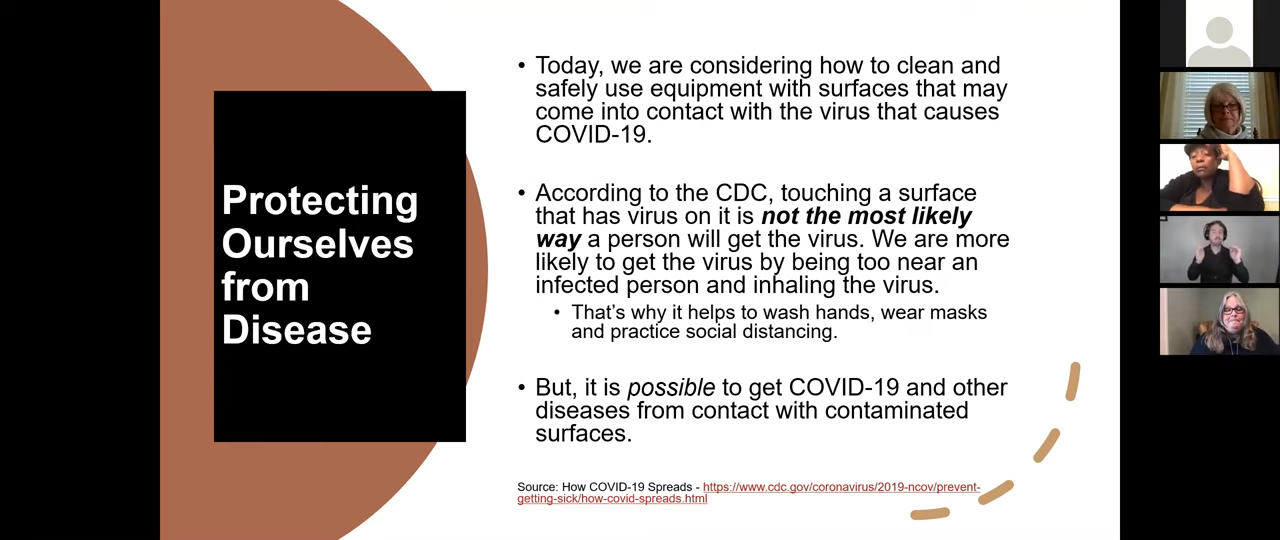 Protecting
Ourselves
from
Disease
• Today, we are considering how to clean and
safely use equipment with surfaces that may
come into contact with the virus that causes
COVID-19.
• According to the CDC, touching a surface
that has virus on it is not the most likely
way a person will get the virus. We are more
likely to get the virus by being too near an
infected person and inhaling the virus.
• That’s why it helps to wash hands, wear masks
and practice social distancing.
• But, it is possible to get COVID-19 and other
diseases from contact with contaminated
surfaces.
Source: How COVID-19 Spreads - https://www.cdc.gov/coronavirus/2019-ncov/prevent-
getting-sick/how-covid-spreads.html